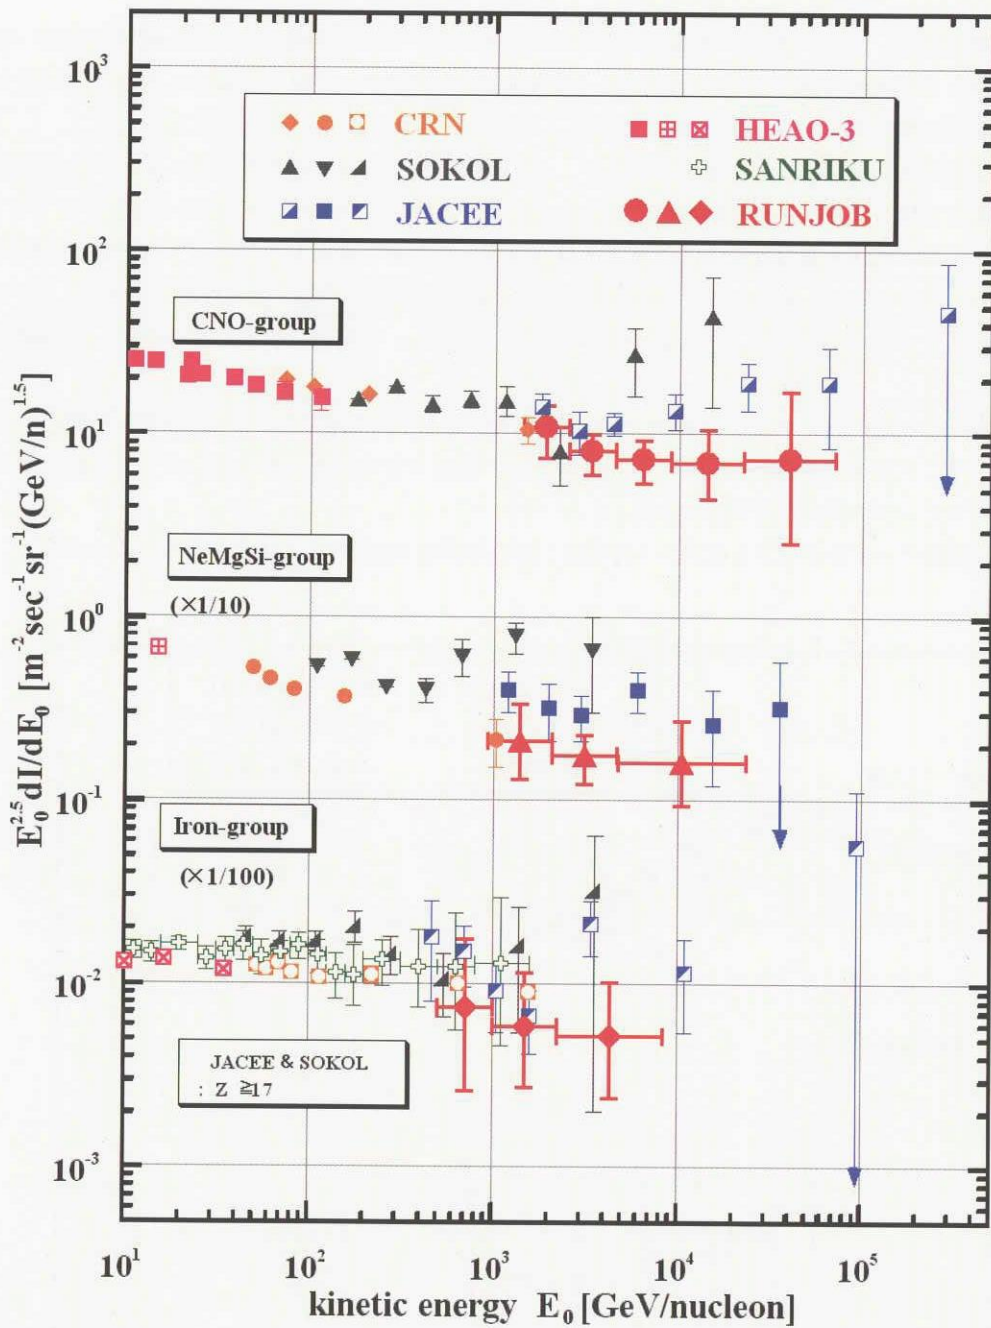 10³
CRN
HEAO-3
SOKOL
SANRIKU
JACEE
RUNJOB
10²
CNO-group
10¹
NeMgSi-group
(×1/10)
10⁰
10⁻¹
Iron-group
(×1/100)
10⁻²
JACEE & SOKOL
: Z ≧17
10⁻³
10¹ 10² 10³ 10⁴ 10⁵
kinetic energy E₀ [GeV/nucleon]
E₀²·⁵ dI/dE₀ [m⁻² sec⁻¹ sr⁻¹ (GeV/n)¹·⁵]